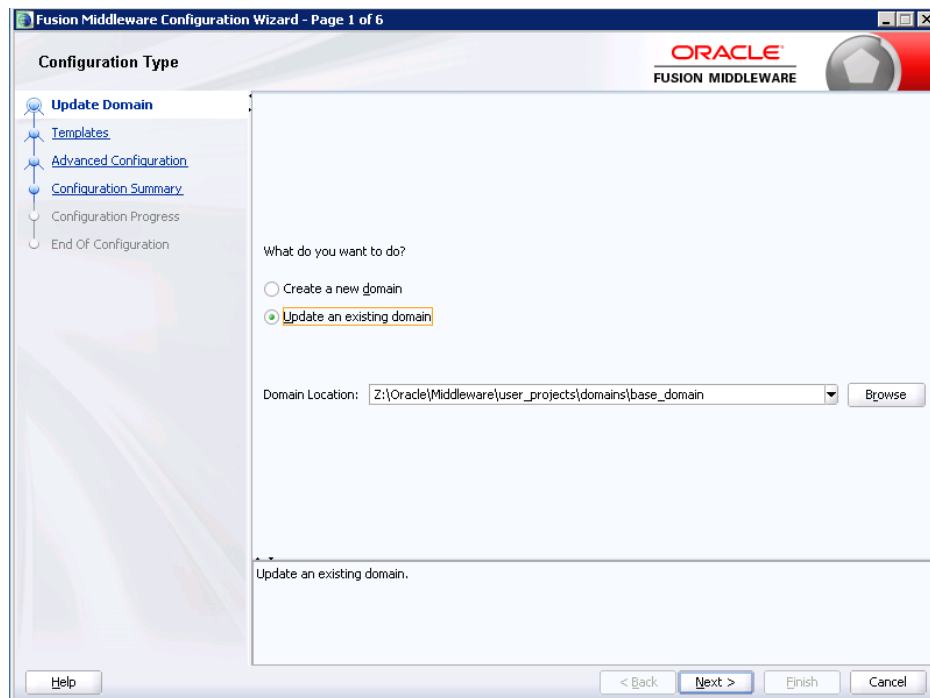 Fusion Middleware Configuration Wizard - Page 1 of 6
Configuration Type
ORACLE
FUSION MIDDLEWARE
Update Domain
Templates
Advanced Configuration
Configuration Summary
Configuration Progress
End Of Configuration
What do you want to do?
Create a new domain
Update an existing domain
Domain Location: Z:\Oracle\Middleware\user_projects\domains\base_domain Browse
Update an existing domain.
Help < Back Next > Finish Cancel